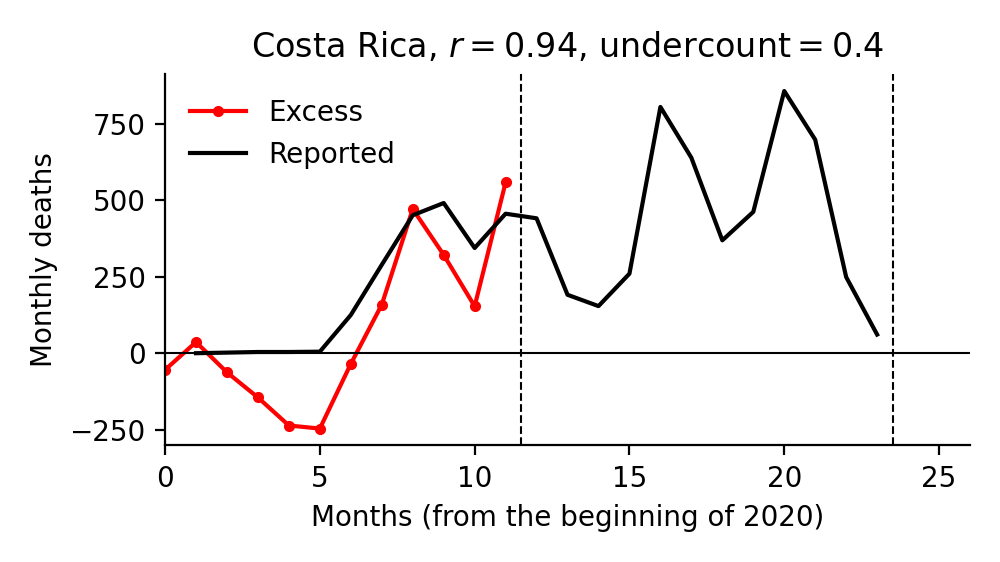 Costa Rica, r = 0.94, undercount = 0.4
Excess
Reported
Monthly deaths
750
500
250
0
−250
0 5 10 15 20 25
Months (from the beginning of 2020)